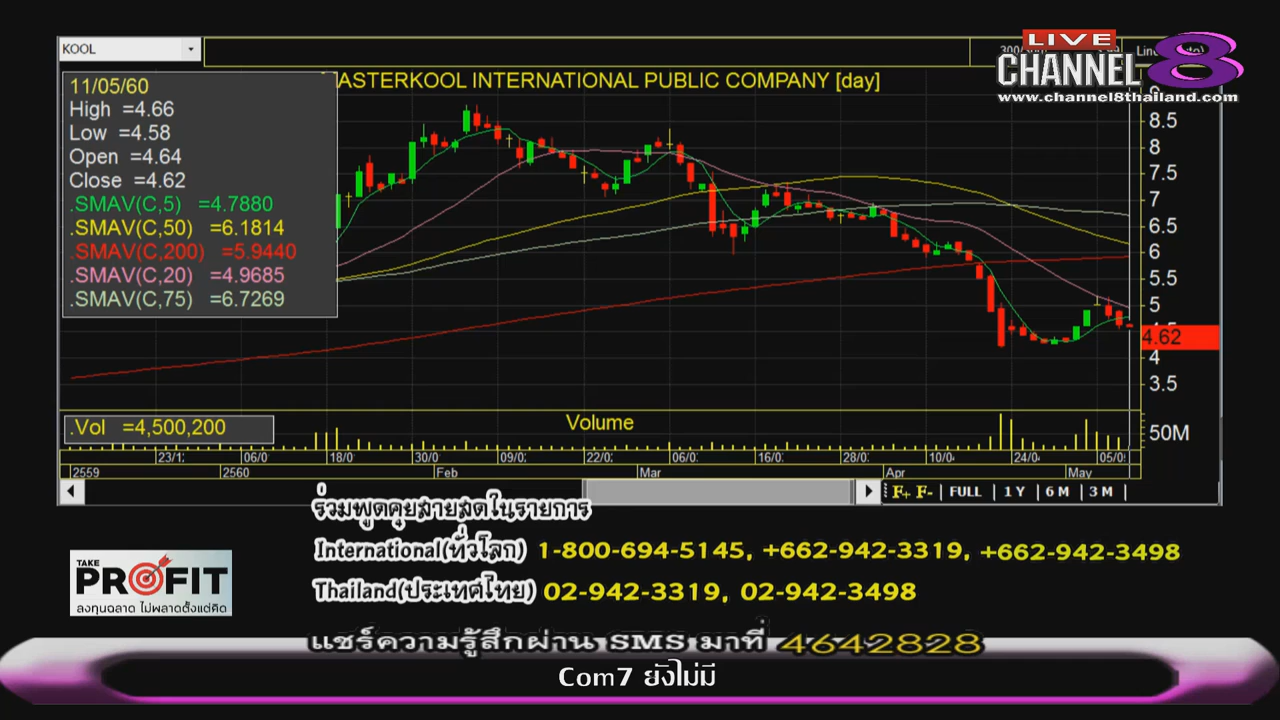 KOOL
LIVE
CHANNEL 8
www.channel8thailand.com
MASTERKOOL INTERNATIONAL PUBLIC COMPANY [day]
11/05/60
High =4.66
Low =4.58
Open =4.64
Close =4.62
.SMAV(C,5) =4.7880
.SMAV(C,50) =6.1814
.SMAV(C,200) =5.9440
.SMAV(C,20) =4.9685
.SMAV(C,75) =6.7269
9
8.5
8
7.5
7
6.5
6
5.5
5
4.5
4.62
4
3.5
.Vol =4,500,200
Volume
50M
23/1: 06/0 18/0 30/0 09/0: 22/0: 06/0: 16/0: 28/0: 10/0 24/0 05/0
2559 2560 Feb Mar Apr May
F+ F- FULL 1 Y 6 M 3 M
0
ร่วมพูดคุยสายสดในรายการ
International(ทั่วโลก) 1-800-694-5145, +662-942-3319, +662-942-3498
Thailand(ประเทศไทย) 02-942-3319, 02-942-3498
TAKE
PROFIT
ลงทุนฉลาด ไม่พลาดตั้งแต่คิด
แชร์ความรู้สึกผ่าน SMS มาที่ 4642828
Com7 ยังไม่มี